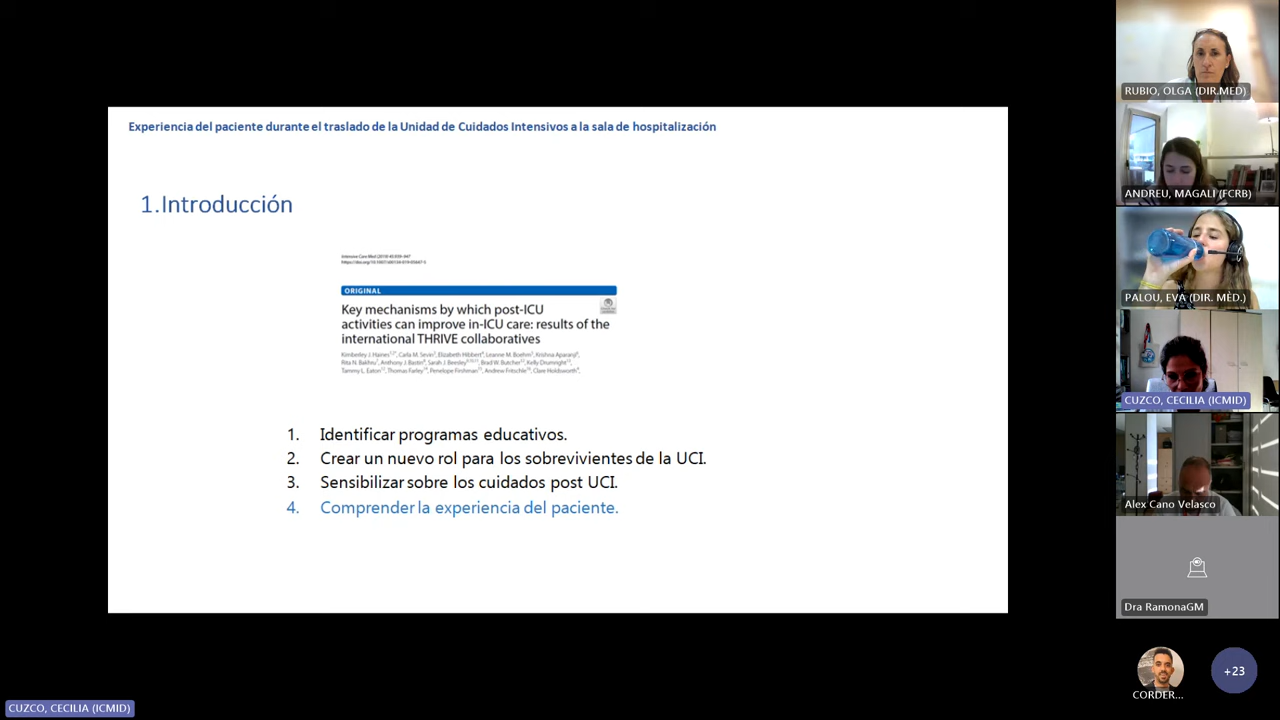 Experiencia del paciente durante el traslado de la Unidad de Cuidados Intensivos a la sala de hospitalización
1.Introducción
ORIGINAL
Key mechanisms by which post-ICU
activities can improve in-ICU care: results of the
international THRIVE collaboratives
1. Identificar programas educativos.
2. Crear un nuevo rol para los sobrevivientes de la UCI.
3. Sensibilizar sobre los cuidados post UCI.
4. Comprender la experiencia del paciente.
RUBIO, OLGA (DIR.MED)
ANDREU, MAGALI (FCRB)
PALOU, EVA (DIR. MÈD.)
CUZCO, CECILIA (ICMID)
Alex Cano Velasco
Dra RamonaGM
CORDER...
+23
CUZCO, CECILIA (ICMID)